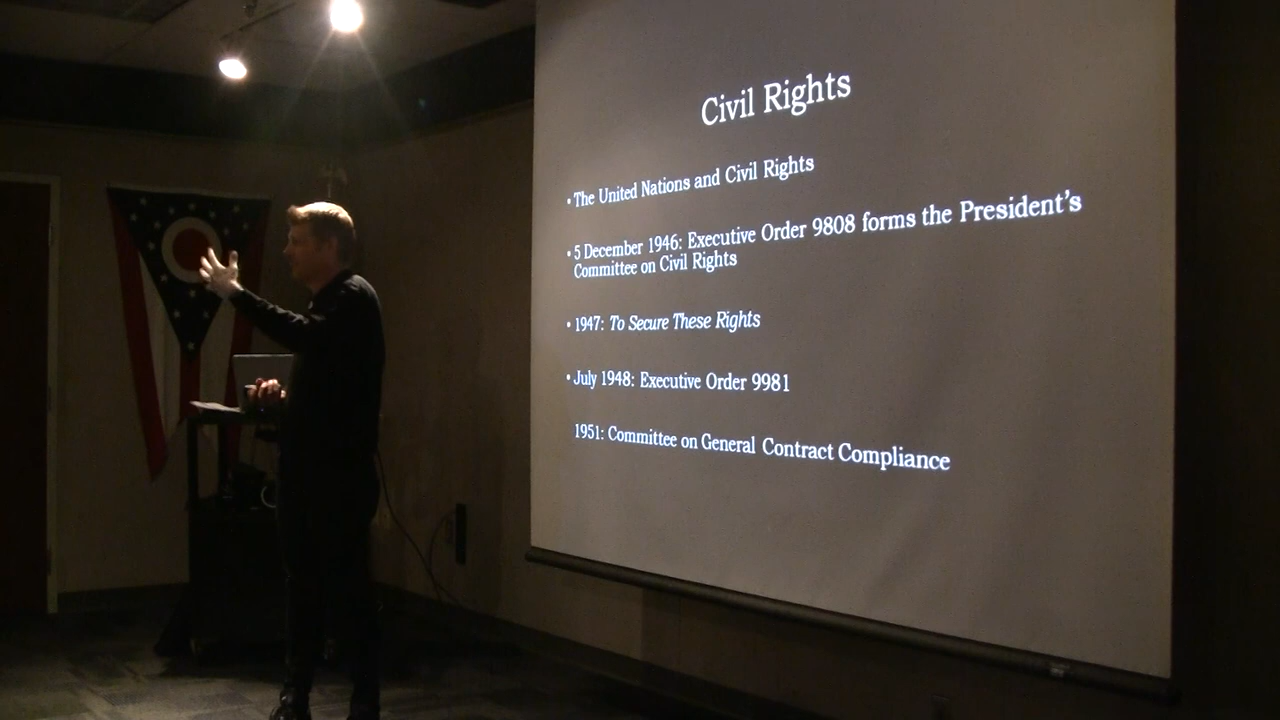 Civil Rights
• The United Nations and Civil Rights
• 5 December 1946: Executive Order 9808 forms the President's
Committee on Civil Rights
• 1947: To Secure These Rights
• July 1948: Executive Order 9981
1951: Committee on General Contract Compliance